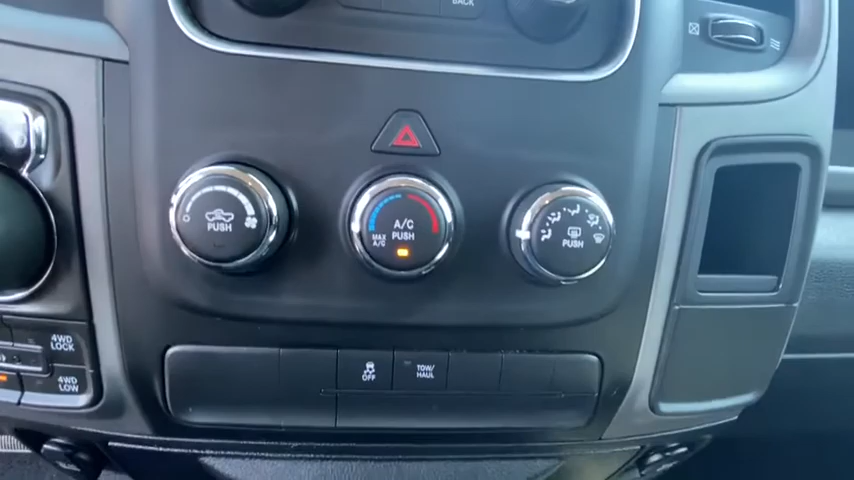 BACK
PUSH
A/C
PUSH
MAX
A/C
PUSH
4WD
LOCK
4WD
LOW
OFF
TOW/
HAUL